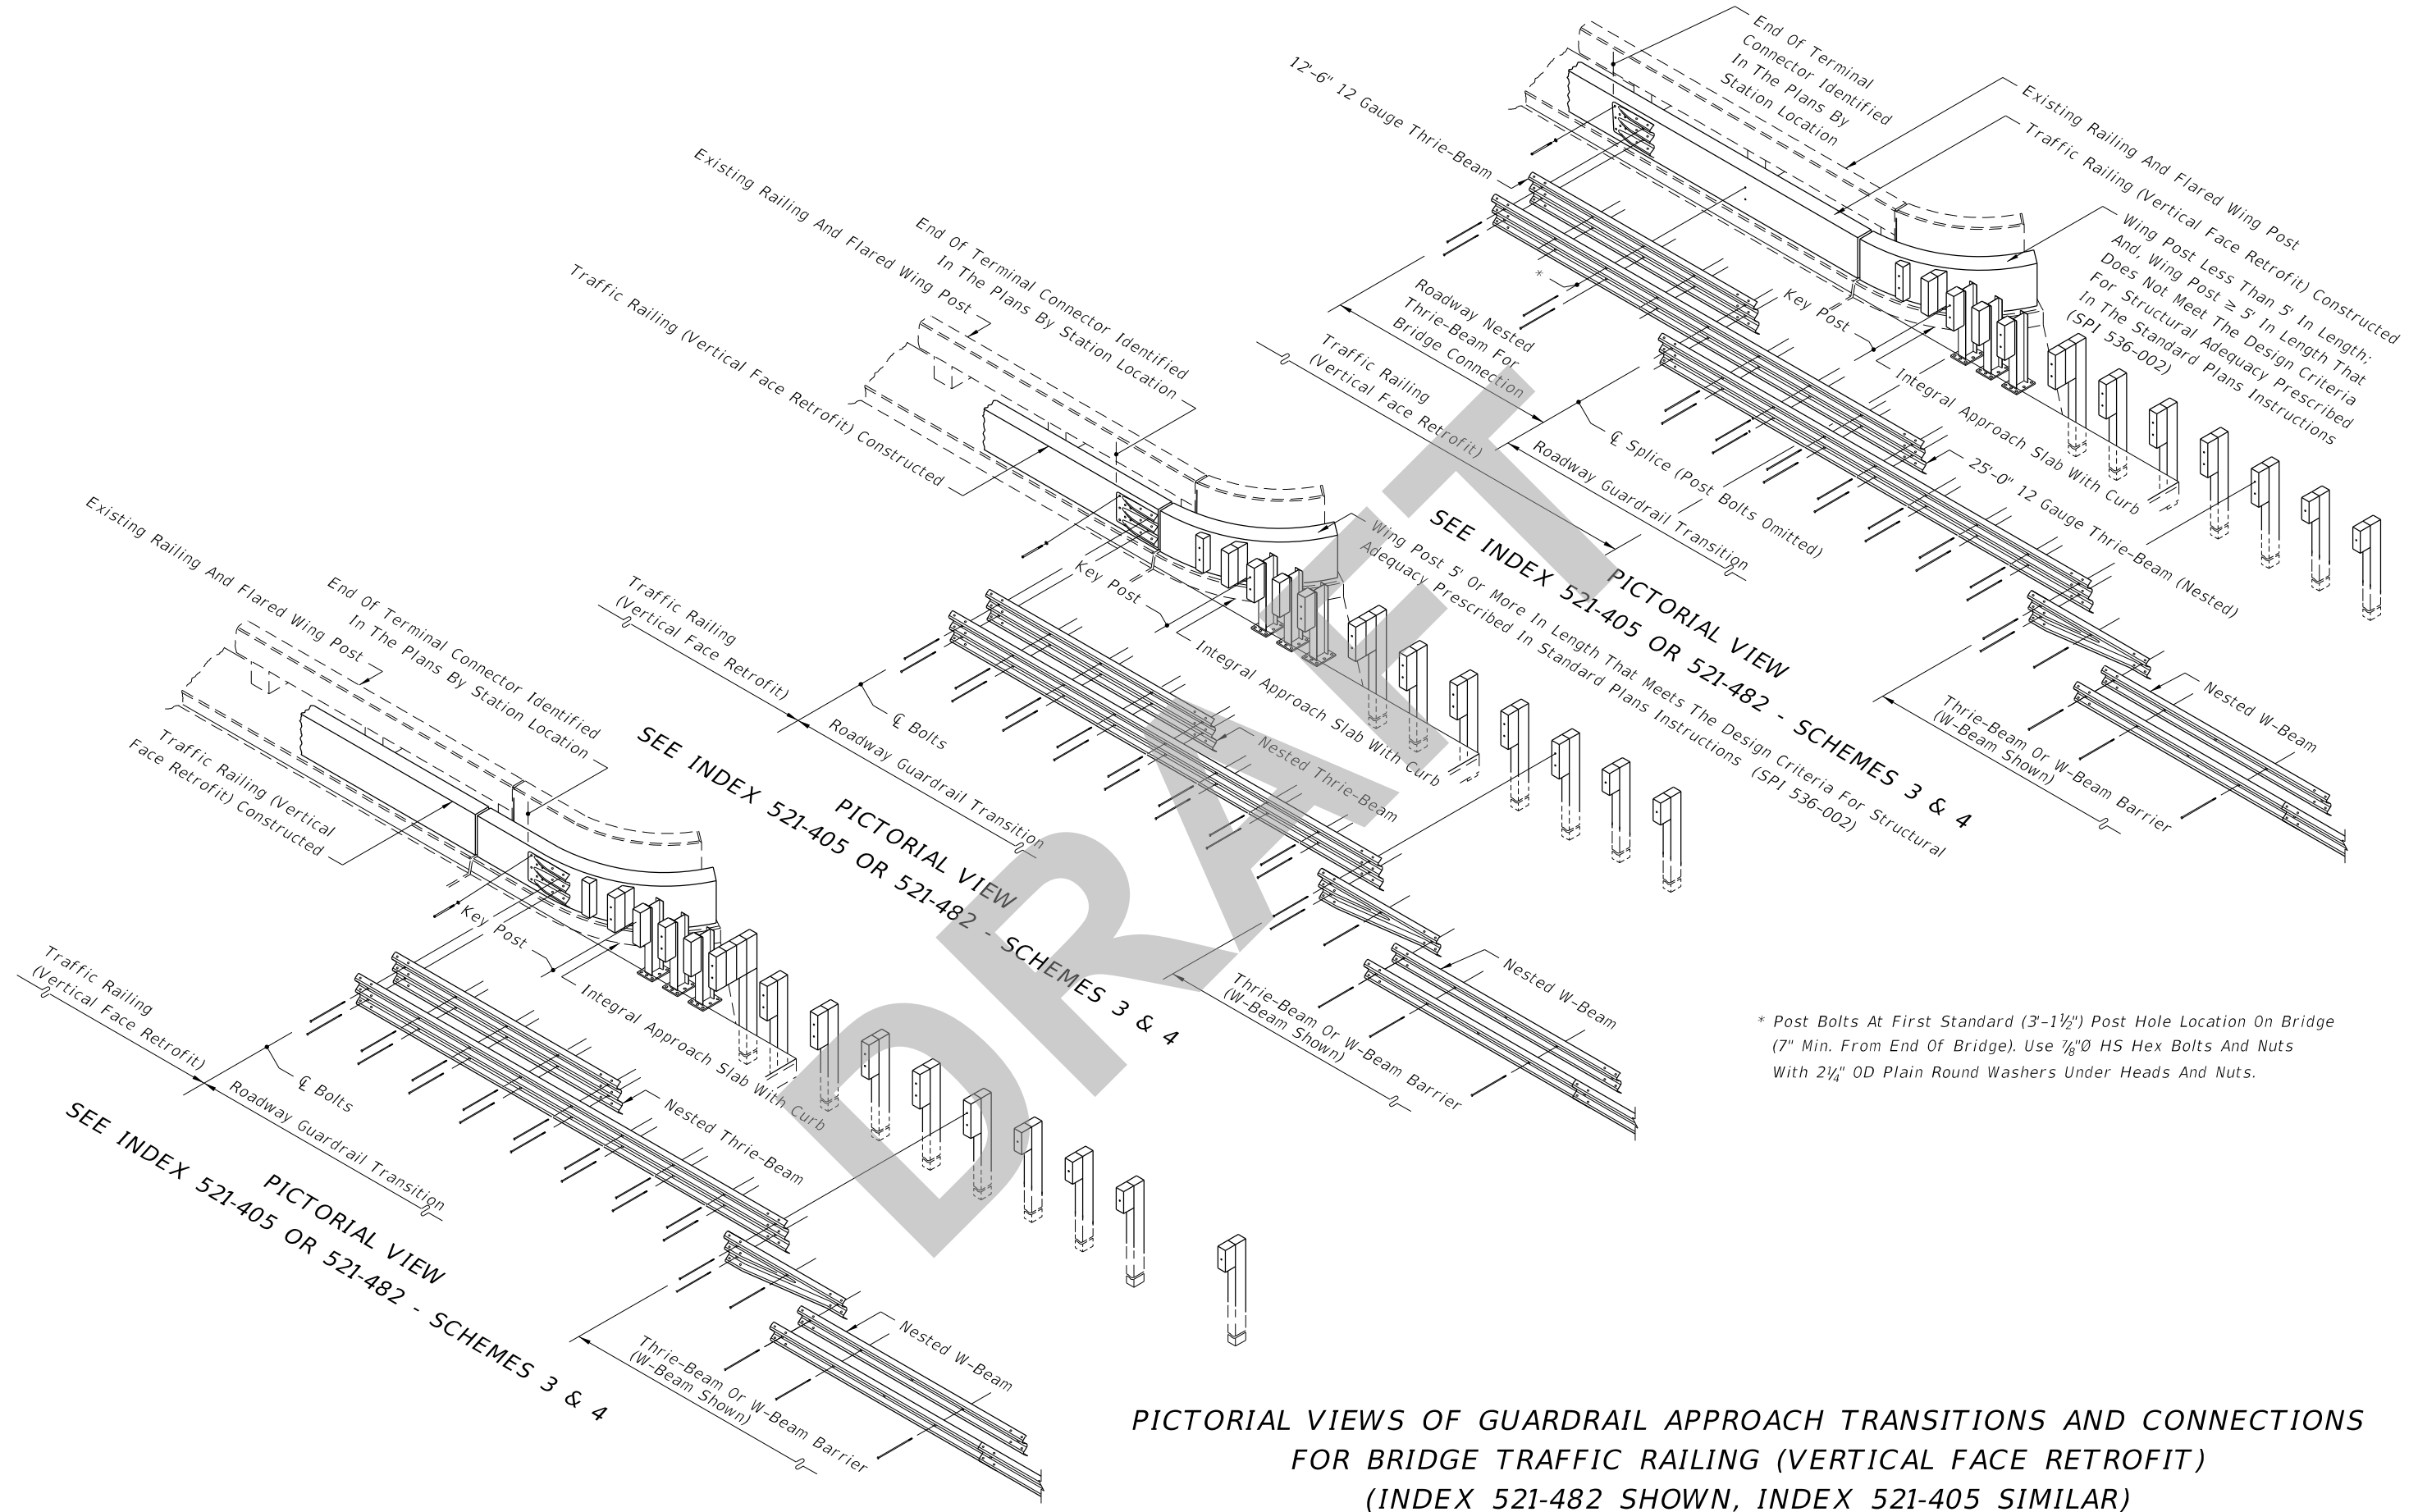 End Of Terminal
Connector Identified
In The Plans By
Station Location
12'-6" 12 Gauge Thrie-Beam
Existing Railing And Flared Wing Post
Traffic Railing (Vertical Face Retrofit) Constructed
Wing Post Less Than 5' In Length;
And, Wing Post ≥ 5' In Length That
Does Not Meet The Design Criteria
For Structural Adequacy Prescribed
In The Standard Plans Instructions
(SPI 536-002)
*
Roadway Nested
Thrie-Beam For
Bridge Connection
Key Post
Integral Approach Slab With Curb
Traffic Railing
(Vertical Face Retrofit)
℄ Splice (Post Bolts Omitted)
Roadway Guardrail Transition
25'-0" 12 Gauge Thrie-Beam (Nested)
Nested W-Beam
Thrie-Beam Or W-Beam Barrier
(W-Beam Shown)
PICTORIAL VIEW
SEE INDEX 521-405 OR 521-482 - SCHEMES 3 & 4
Existing Railing And Flared Wing Post
End Of Terminal Connector Identified
In The Plans By Station Location
Traffic Railing (Vertical Face Retrofit) Constructed
Wing Post 5' Or More In Length That Meets The Design Criteria For Structural
Adequacy Prescribed In Standard Plans Instructions (SPI 536-002)
Key Post
Integral Approach Slab With Curb
Traffic Railing
(Vertical Face Retrofit)
℄ Bolts
Roadway Guardrail Transition
Nested Thrie-Beam
Nested W-Beam
Thrie-Beam Or W-Beam Barrier
(W-Beam Shown)
PICTORIAL VIEW
SEE INDEX 521-405 OR 521-482 - SCHEMES 3 & 4
Existing Railing And Flared Wing Post
End Of Terminal Connector Identified
In The Plans By Station Location
Traffic Railing (Vertical
Face Retrofit) Constructed
Key Post
Integral Approach Slab With Curb
Traffic Railing
(Vertical Face Retrofit)
℄ Bolts
Roadway Guardrail Transition
Nested Thrie-Beam
Nested W-Beam
Thrie-Beam Or W-Beam Barrier
(W-Beam Shown)
PICTORIAL VIEW
SEE INDEX 521-405 OR 521-482 - SCHEMES 3 & 4
DRAFT
* Post Bolts At First Standard (3'-1½") Post Hole Location On Bridge
(7" Min. From End Of Bridge). Use ⅞"Ø HS Hex Bolts And Nuts
With 2¼" OD Plain Round Washers Under Heads And Nuts.
PICTORIAL VIEWS OF GUARDRAIL APPROACH TRANSITIONS AND CONNECTIONS
FOR BRIDGE TRAFFIC RAILING (VERTICAL FACE RETROFIT)
(INDEX 521-482 SHOWN, INDEX 521-405 SIMILAR)